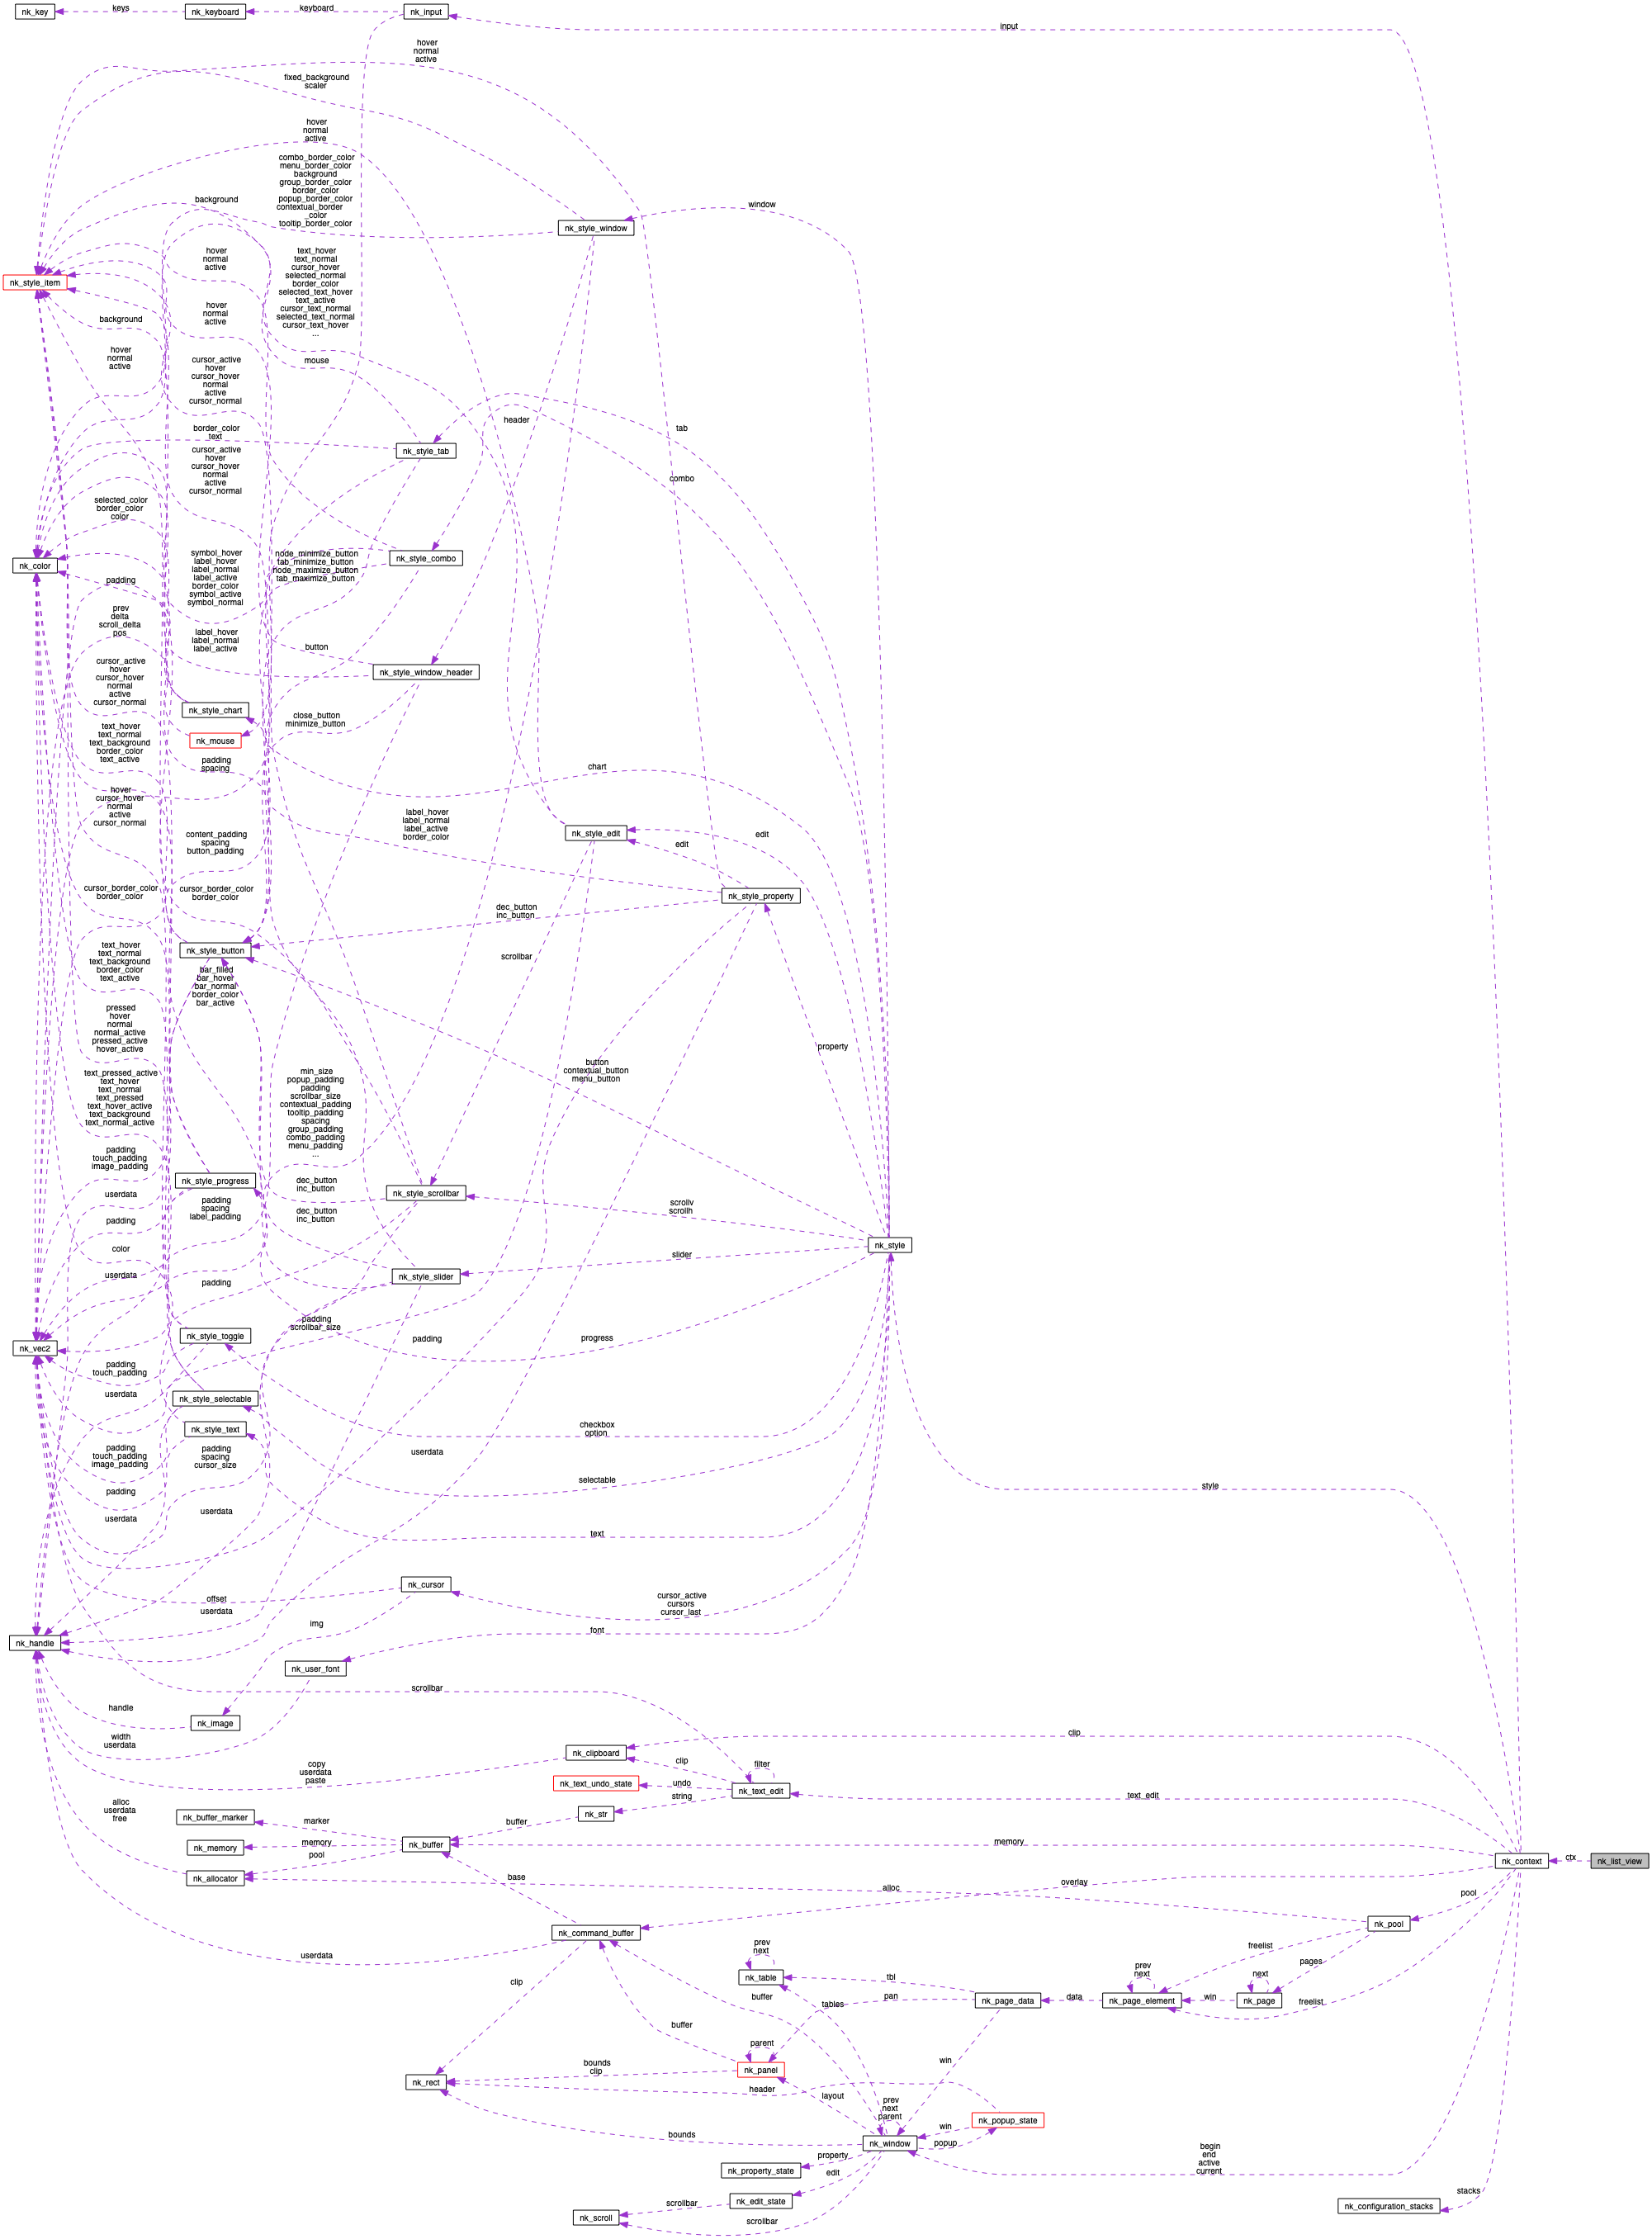 nk_key
keys
nk_keyboard
keyboard
nk_input
input
hover
normal
active
fixed_background
scaler
hover
normal
active
combo_border_color
menu_border_color
background
group_border_color
border_color
popup_border_color
contextual_border
_color
tooltip_border_color
background
window
nk_style_window
hover
normal
active
text_hover
text_normal
cursor_hover
selected_normal
border_color
selected_text_hover
text_active
cursor_text_normal
selected_text_normal
cursor_text_hover
...
nk_style_item
background
hover
normal
active
hover
normal
active
mouse
cursor_active
hover
cursor_hover
normal
active
cursor_normal
header
tab
border_color
text
nk_style_tab
cursor_active
hover
cursor_hover
normal
active
cursor_normal
combo
selected_color
border_color
color
nk_color
symbol_hover
label_hover
label_normal
label_active
border_color
symbol_active
symbol_normal
node_minimize_button
tab_minimize_button
node_maximize_button
tab_maximize_button
nk_style_combo
padding
prev
delta
scroll_delta
pos
label_hover
label_normal
label_active
button
nk_style_window_header
cursor_active
hover
cursor_hover
normal
active
cursor_normal
nk_style_chart
close_button
minimize_button
nk_mouse
text_hover
text_normal
text_background
border_color
text_active
padding
spacing
chart
hover
cursor_hover
normal
active
cursor_normal
label_hover
label_normal
label_active
border_color
nk_style_edit
edit
edit
content_padding
spacing
button_padding
cursor_border_color
border_color
cursor_border_color
border_color
nk_style_property
dec_button
inc_button
nk_style_button
scrollbar
text_hover
text_normal
text_background
border_color
text_active
bar_filled
bar_hover
bar_normal
border_color
bar_active
pressed
hover
normal
normal_active
pressed_active
hover_active
property
button
contextual_button
menu_button
text_pressed_active
text_hover
text_normal
text_pressed
text_hover_active
text_background
text_normal_active
min_size
popup_padding
padding
scrollbar_size
contextual_padding
tooltip_padding
spacing
group_padding
combo_padding
menu_padding
...
padding
touch_padding
image_padding
nk_style_progress
userdata
padding
spacing
label_padding
dec_button
inc_button
nk_style_scrollbar
scrollv
scrollh
padding
dec_button
inc_button
color
nk_style
slider
userdata
padding
nk_style_slider
padding
scrollbar_size
nk_style_toggle
padding
progress
nk_vec2
padding
touch_padding
userdata
nk_style_selectable
checkbox
option
nk_style_text
padding
touch_padding
image_padding
padding
spacing
cursor_size
userdata
selectable
padding
userdata
userdata
text
style
nk_cursor
offset
userdata
cursor_active
cursors
cursor_last
img
font
nk_handle
nk_user_font
scrollbar
handle
nk_image
width
userdata
clip
nk_clipboard
clip
filter
copy
userdata
paste
nk_text_undo_state
undo
nk_text_edit
text_edit
string
alloc
userdata
free
nk_buffer_marker
marker
nk_str
buffer
nk_memory
memory
nk_buffer
memory
pool
nk_context
ctx
nk_list_view
nk_allocator
base
alloc
overlay
pool
nk_pool
nk_command_buffer
userdata
prev
next
freelist
pages
clip
nk_table
tbl
prev
next
next
buffer
tables
pan
nk_page_data
data
nk_page_element
win
nk_page
freelist
buffer
parent
bounds
clip
nk_panel
win
nk_rect
header
layout
prev
next
parent
nk_popup_state
win
bounds
nk_window
popup
property
nk_property_state
edit
begin
end
active
current
nk_edit_state
scrollbar
nk_scroll
scrollbar
stacks
nk_configuration_stacks